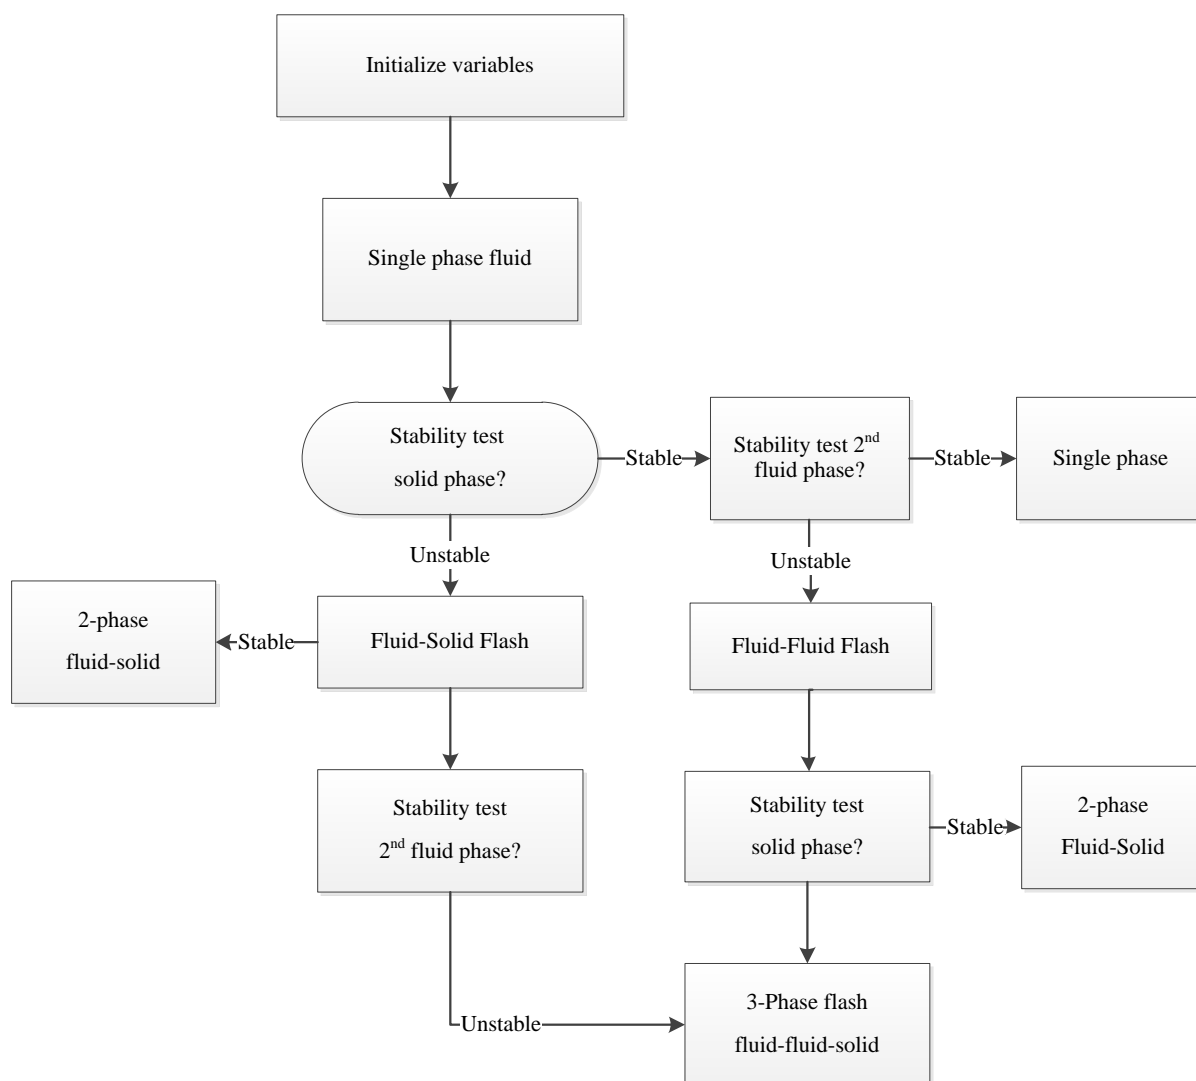 Initialize variables
Single phase fluid
Stability test
solid phase?
Stable
Stability test 2nd
fluid phase?
Stable
Single phase
Unstable
Unstable
2-phase
fluid-solid
Stable
Fluid-Solid Flash
Fluid-Fluid Flash
Stability test
2nd fluid phase?
Stability test
solid phase?
Stable
2-phase
Fluid-Solid
Unstable
3-Phase flash
fluid-fluid-solid